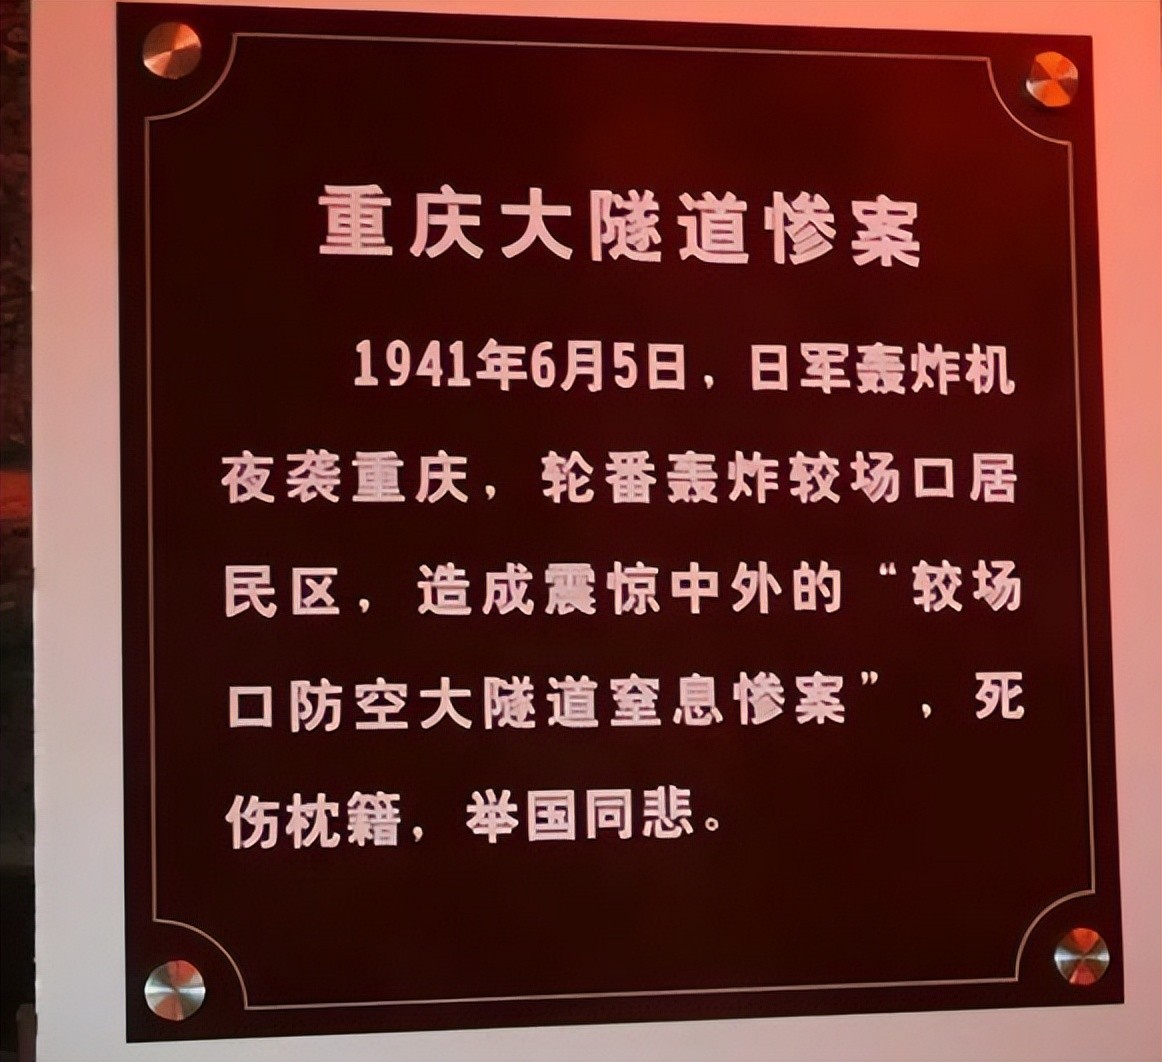 重庆大隧道惨案
1941年6月5日，日军轰炸机
夜袭重庆，轮番轰炸较场口居
民区，造成震惊中外的“较场
口防空大隧道窒息惨案”，死
伤枕籍，举国同悲。